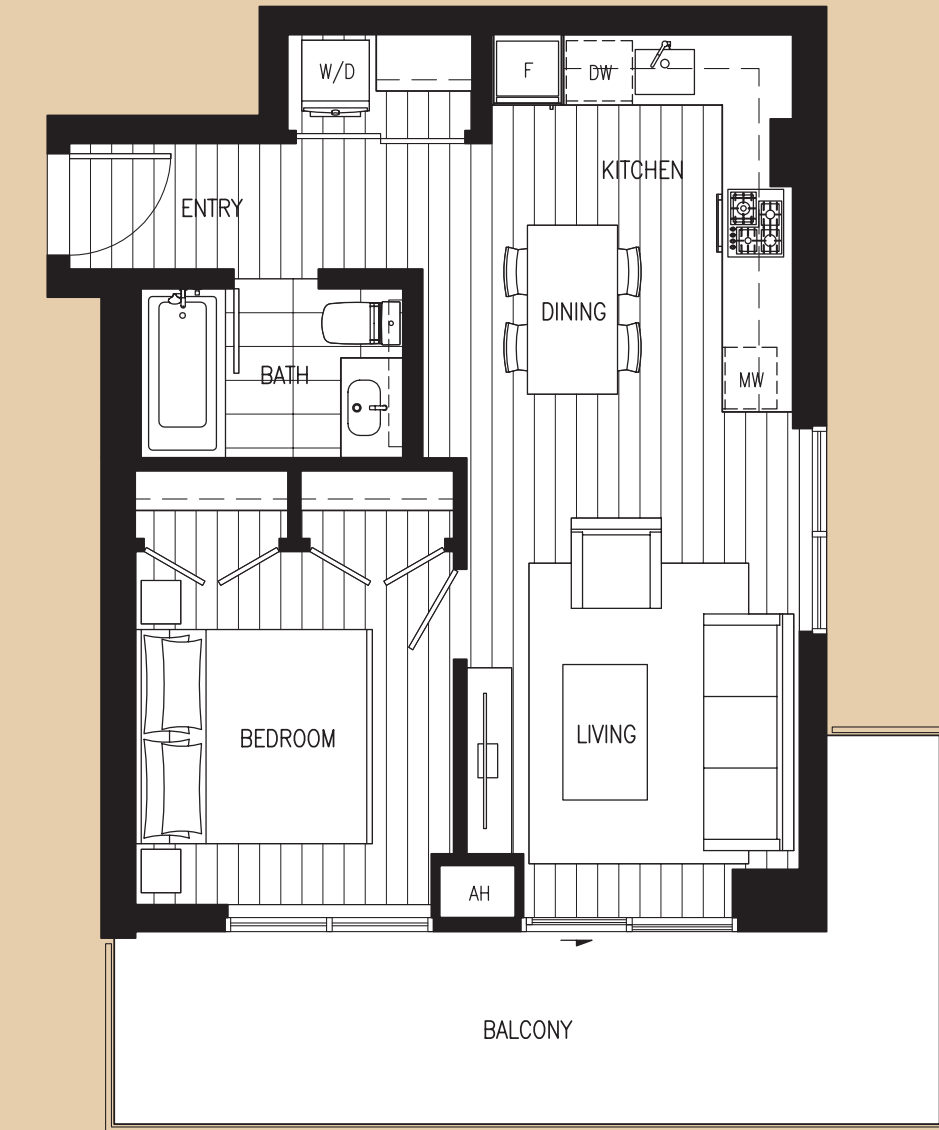 W/D
F
DW
KITCHEN
ENTRY
DINING
BATH
MW
BEDROOM
LIVING
AH
BALCONY